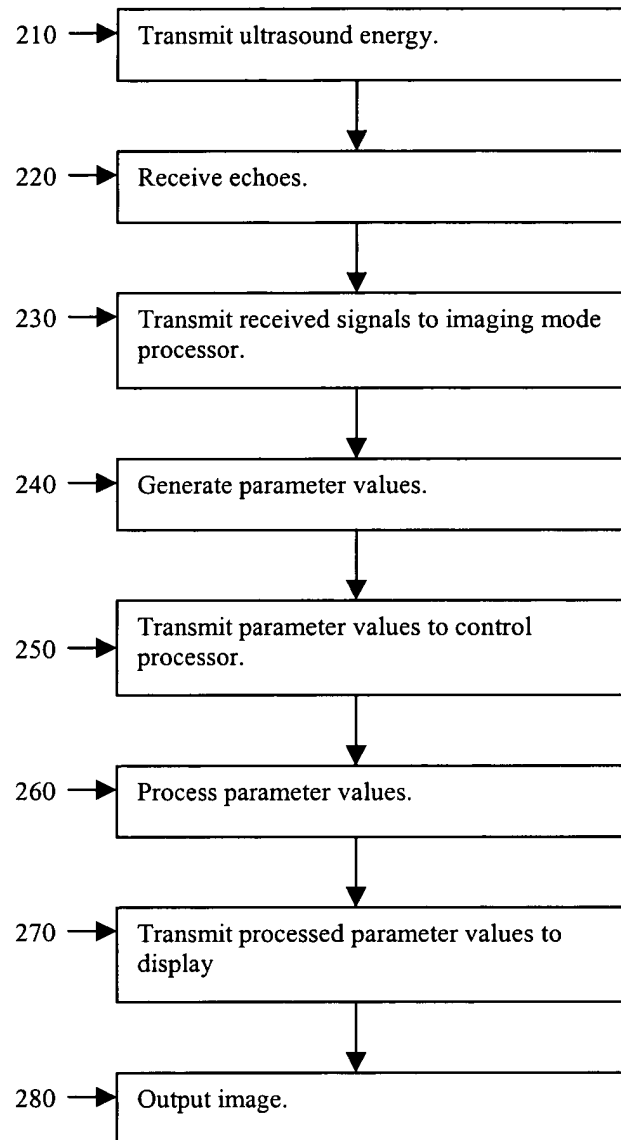 210 Transmit ultrasound energy.
220 Receive echoes.
230 Transmit received signals to imaging mode
processor.
240 Generate parameter values.
250 Transmit parameter values to control
processor.
260 Process parameter values.
270 Transmit processed parameter values to
display
280 Output image.